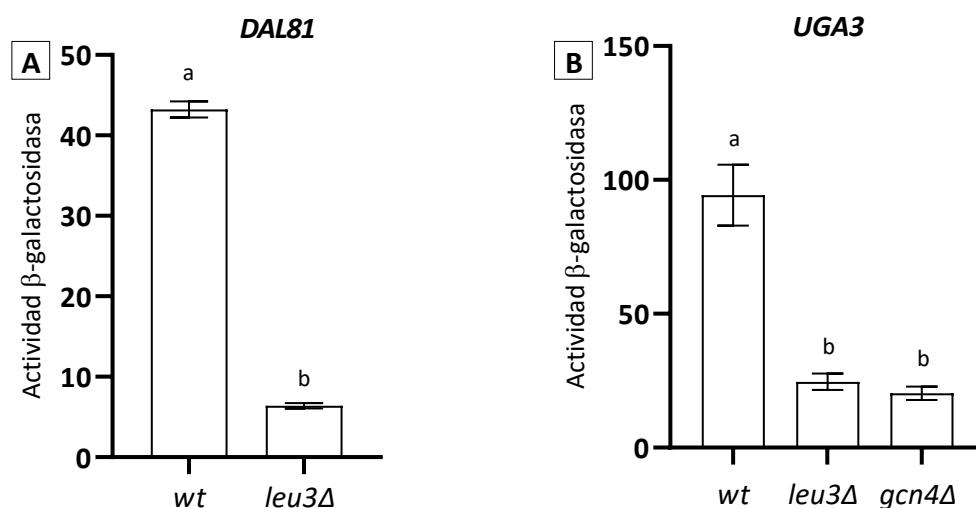 DAL81
A
Actividad β-galactosidasa
50
40
30
20
10
0
a
b
wt
leu3Δ
UGA3
B
Actividad β-galactosidasa
150
100
50
0
a
b
b
wt
leu3Δ
gcn4Δ